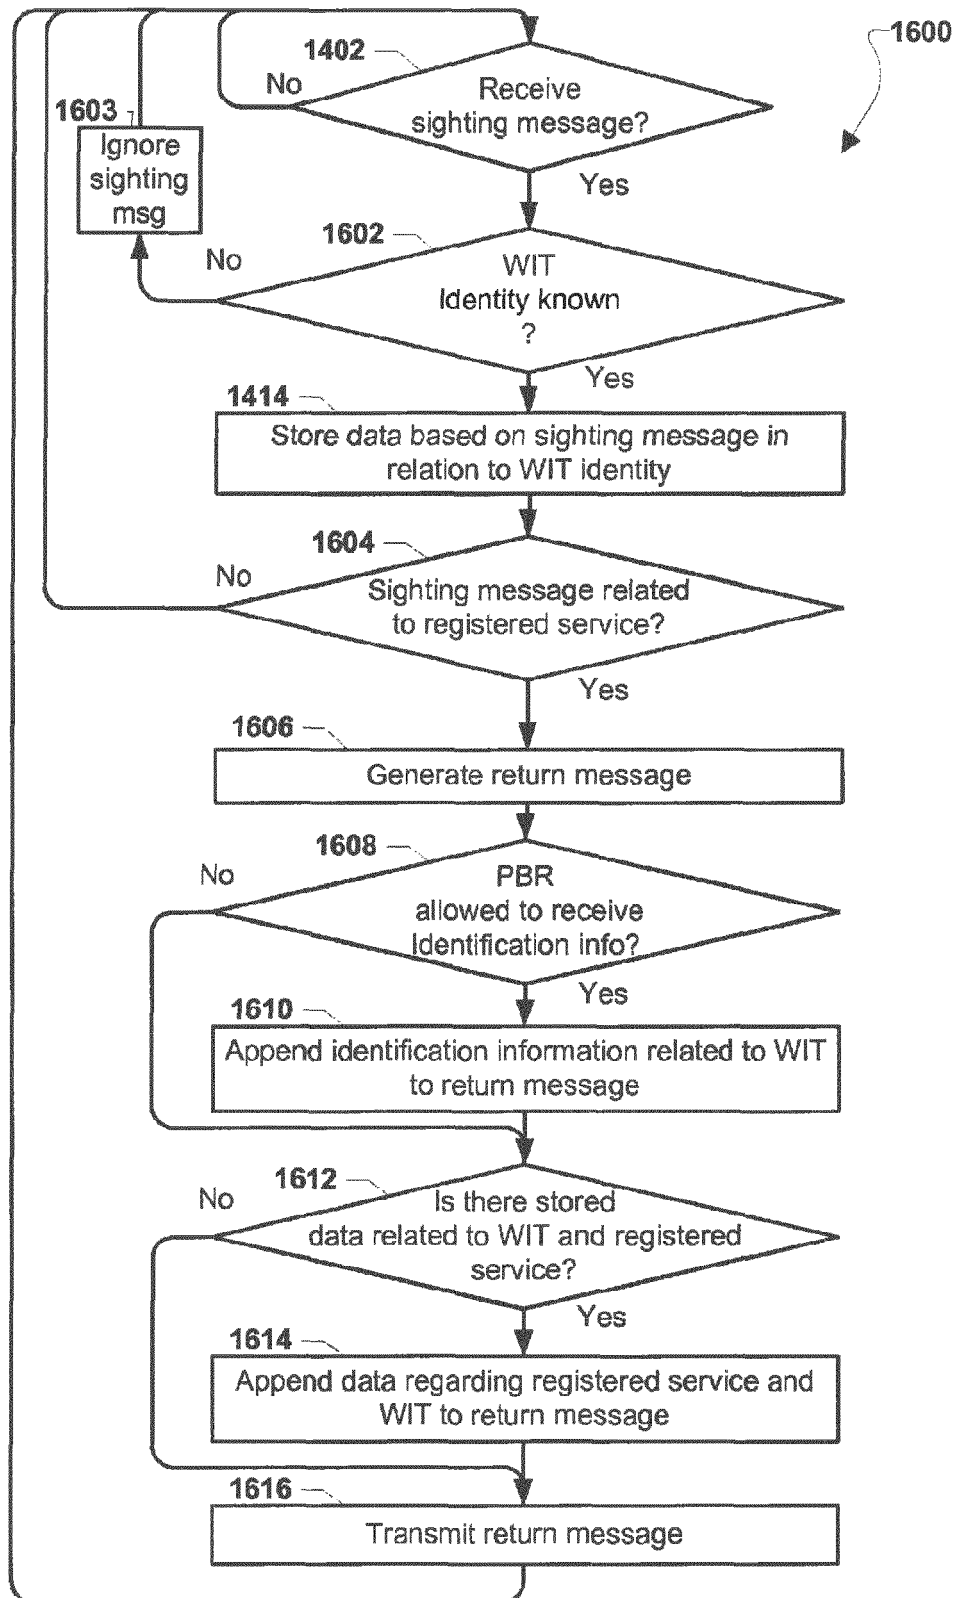 1600
1402
No
Receive
sighting message?
1603
Ignore
sighting
msg
Yes
1602
No
WIT
Identity known
?
Yes
1414
Store data based on sighting message in
relation to WIT identity
1604
No
Sighting message related
to registered service?
Yes
1606
Generate return message
1608
No
PBR
allowed to receive
Identification info?
Yes
1610
Append identification information related to WIT
to return message
1612
No
Is there stored
data related to WIT and registered
service?
Yes
1614
Append data regarding registered service and
WIT to return message
1616
Transmit return message